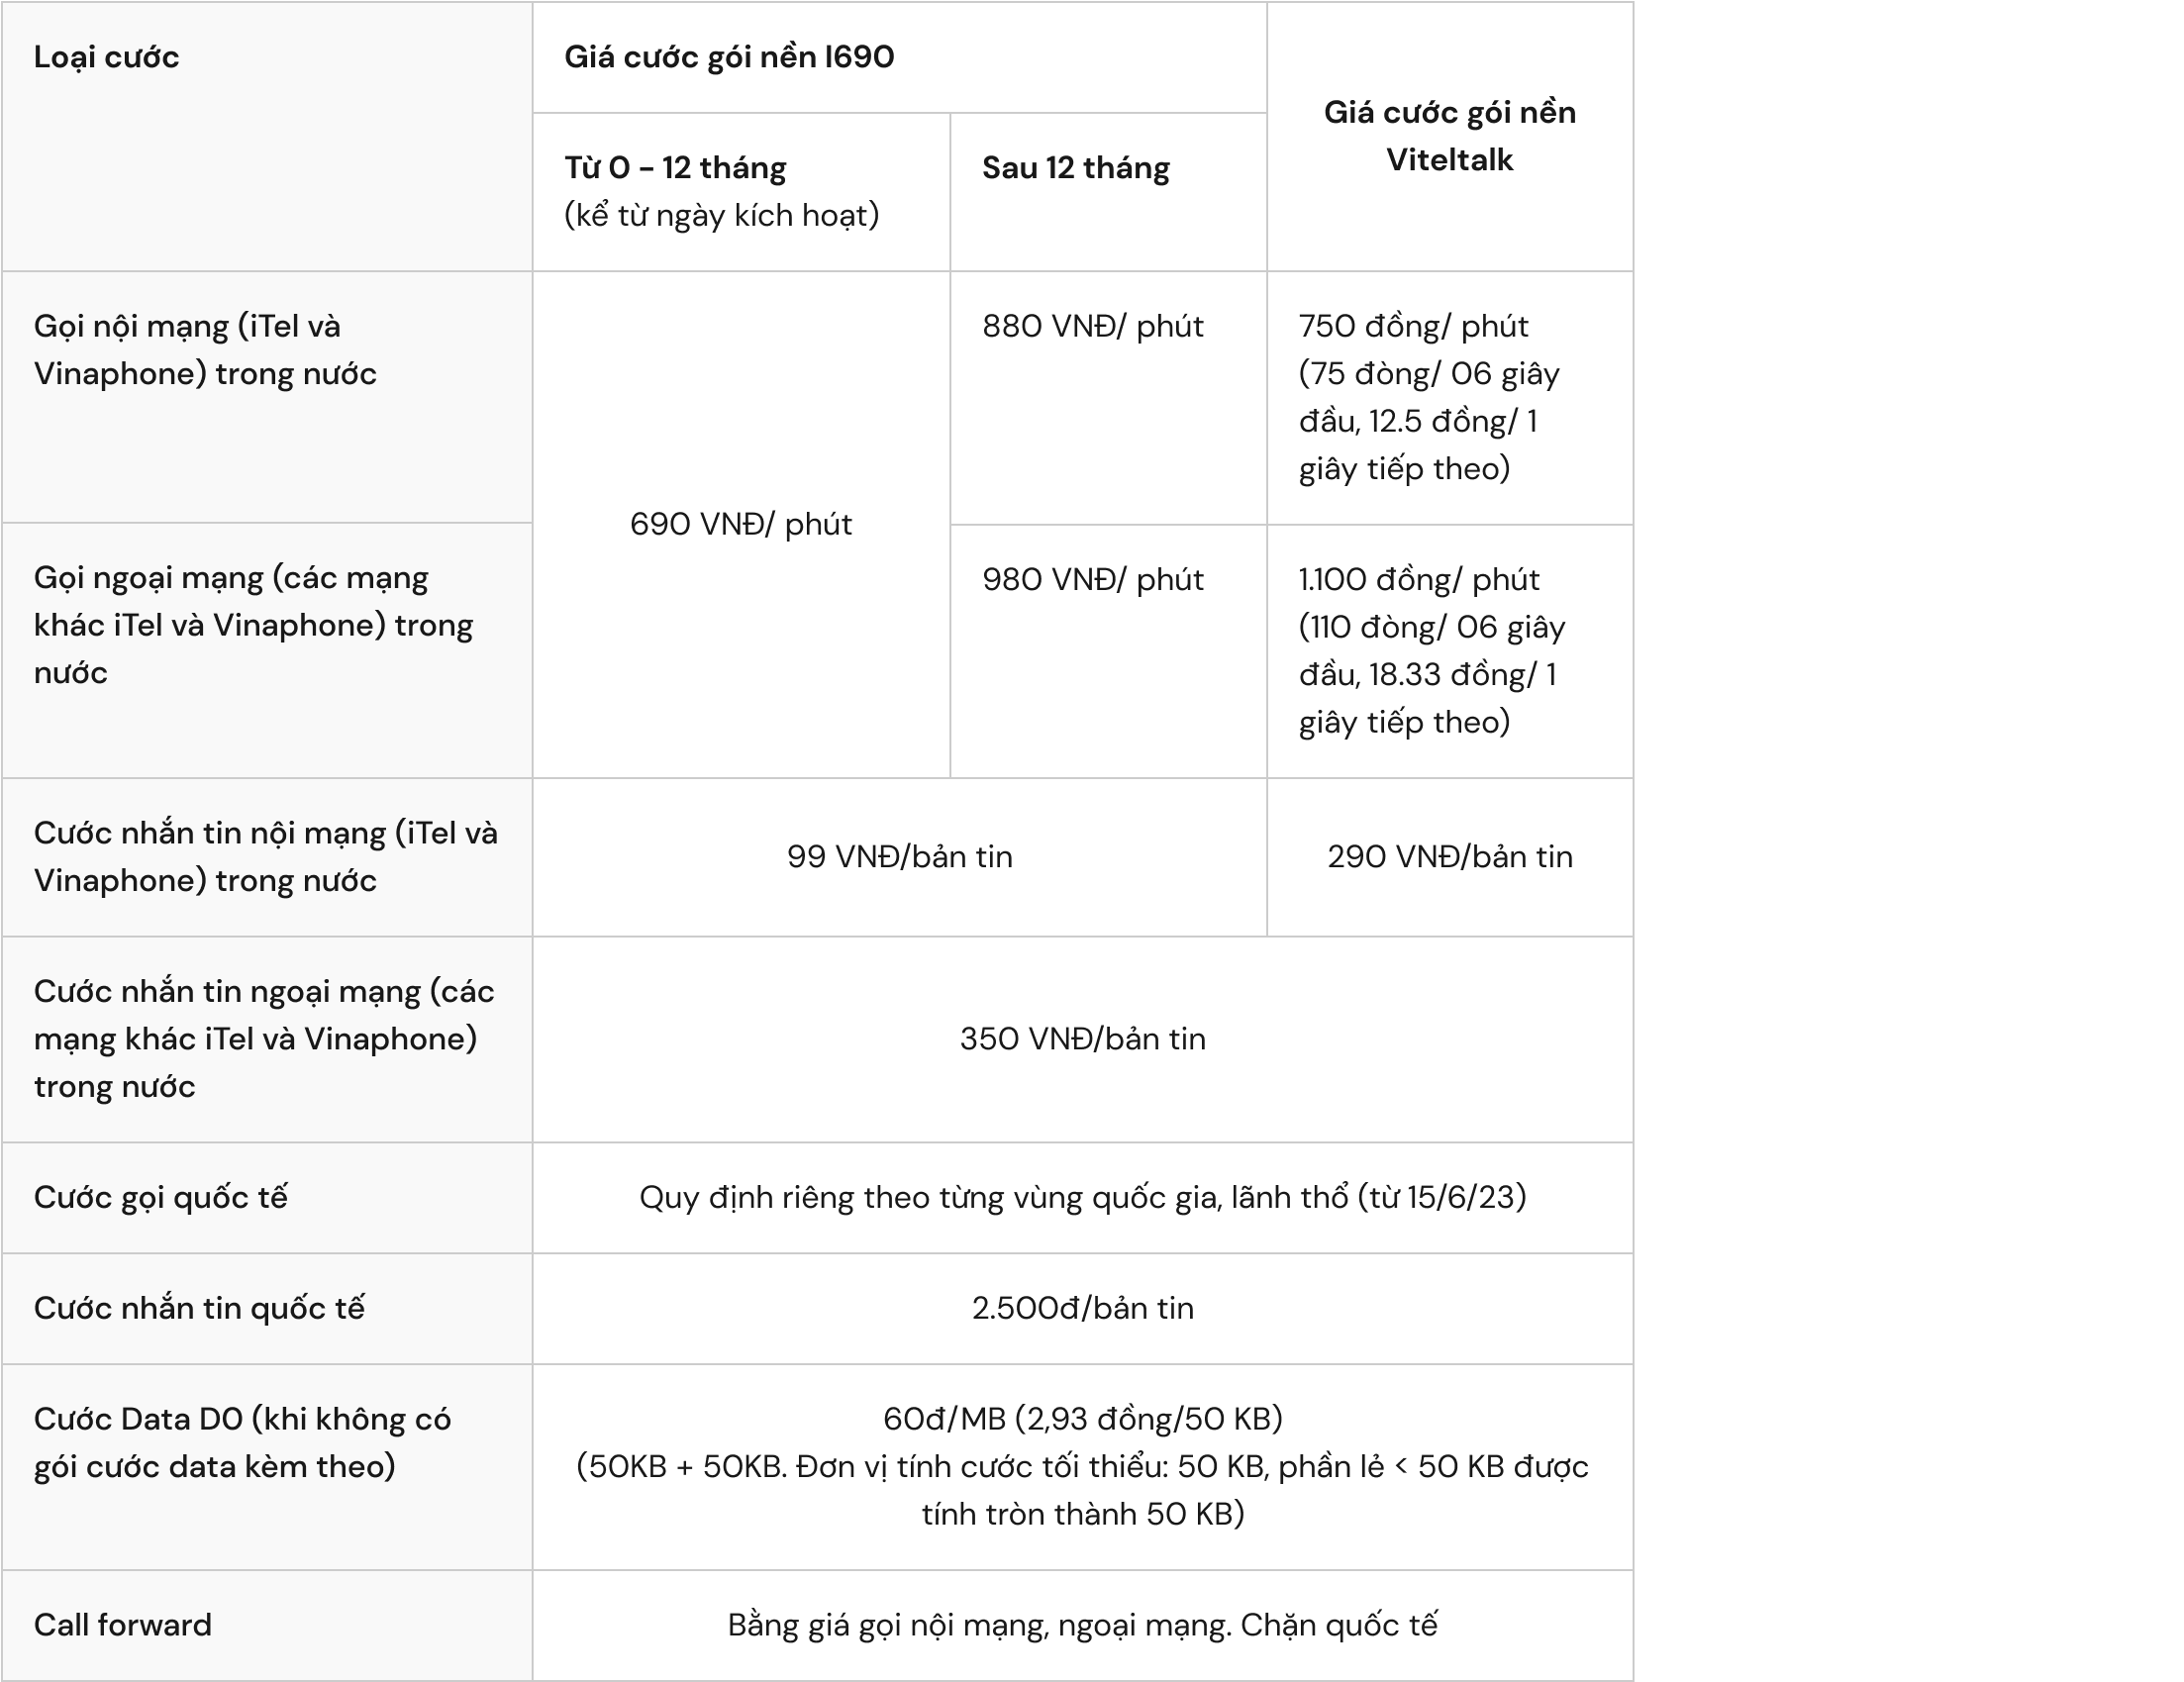 Loại cước
Giá cước gói nền I690
Giá cước gói nền
Viteltalk
Từ 0 - 12 tháng
(kể từ ngày kích hoạt)
Sau 12 tháng
Gọi nội mạng (iTel và
Vinaphone) trong nước
690 VNĐ/ phút
880 VNĐ/ phút
750 đồng/ phút
(75 đòng/ 06 giây
đầu, 12.5 đồng/ 1
giây tiếp theo)
Gọi ngoại mạng (các mạng
khác iTel và Vinaphone) trong
nước
980 VNĐ/ phút
1.100 đồng/ phút
(110 đòng/ 06 giây
đầu, 18.33 đồng/ 1
giây tiếp theo)
Cước nhắn tin nội mạng (iTel và
Vinaphone) trong nước
99 VNĐ/bản tin
290 VNĐ/bản tin
Cước nhắn tin ngoại mạng (các
mạng khác iTel và Vinaphone)
trong nước
350 VNĐ/bản tin
Cước gọi quốc tế
Quy định riêng theo từng vùng quốc gia, lãnh thổ (từ 15/6/23)
Cước nhắn tin quốc tế
2.500đ/bản tin
Cước Data D0 (khi không có
gói cước data kèm theo)
60đ/MB (2,93 đồng/50 KB)
(50KB + 50KB. Đơn vị tính cước tối thiểu: 50 KB, phần lẻ < 50 KB được
tính tròn thành 50 KB)
Call forward
Bằng giá gọi nội mạng, ngoại mạng. Chặn quốc tế